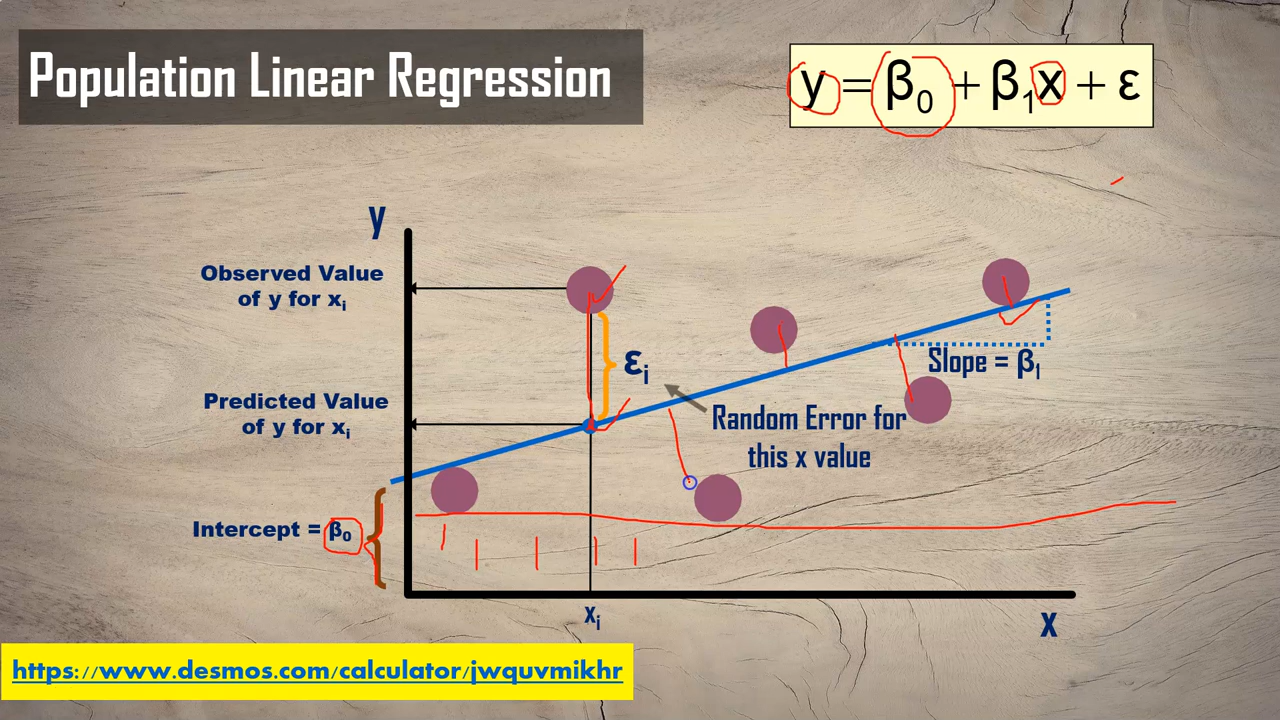 Population Linear Regression
y = β₀ + β₁x + ε
y
Observed Value
of y for xᵢ
εᵢ
Slope = β₁
Predicted Value
of y for xᵢ
Random Error for
this x value
Intercept = β₀
xᵢ
x
https://www.desmos.com/calculator/jwquvmikhr